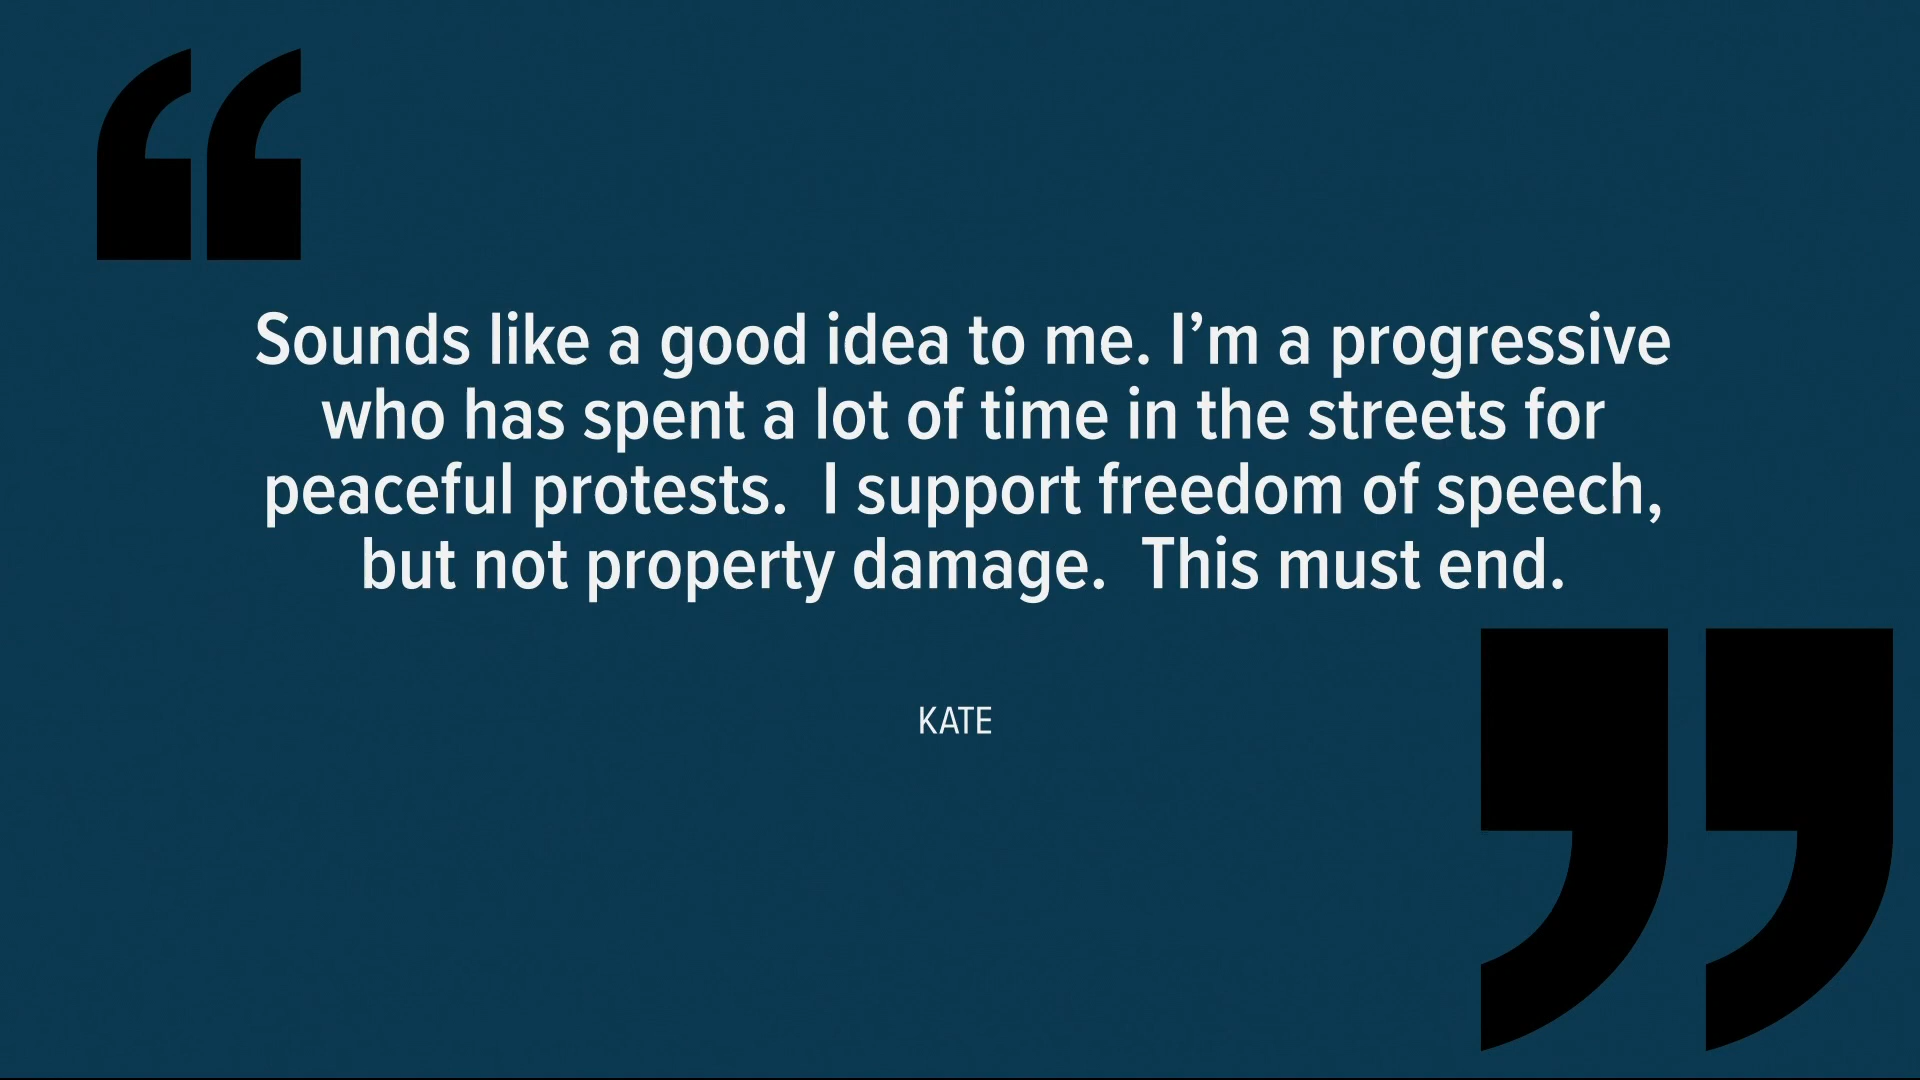 “
Sounds like a good idea to me. I’m a progressive
who has spent a lot of time in the streets for
peaceful protests.  I support freedom of speech,
but not property damage.  This must end.
”
KATE